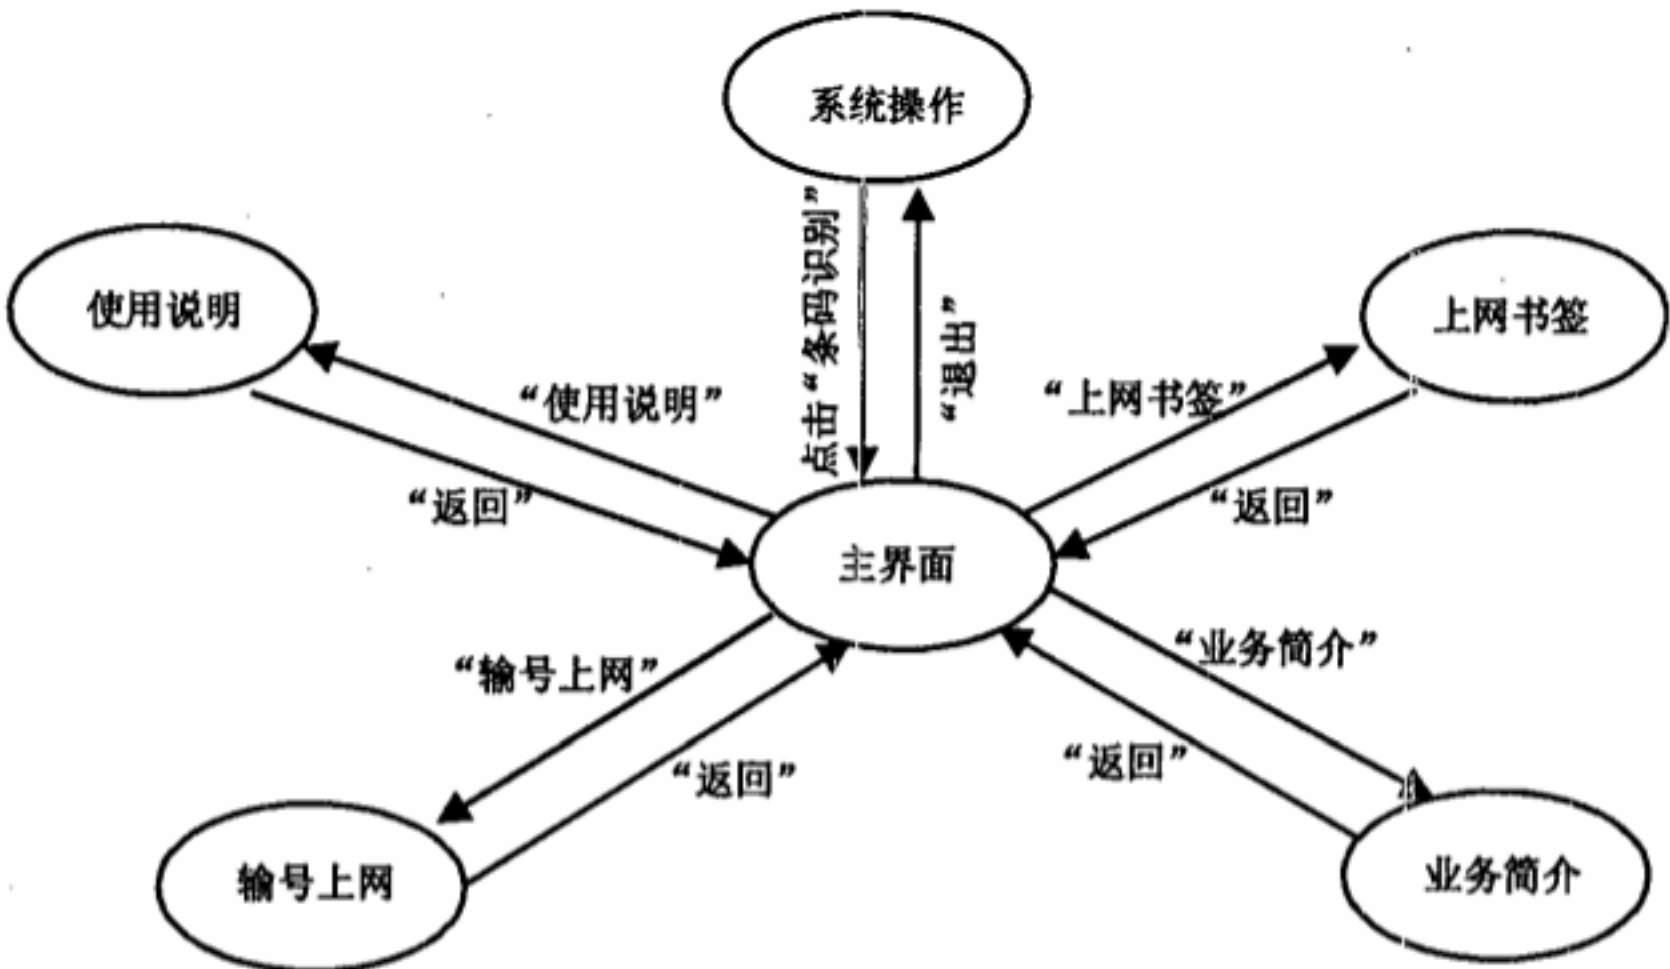 系统操作
使用说明
上网书签
点击“条码识别”
“退出”
“使用说明”
“上网书签”
“返回”
“返回”
主界面
“输号上网”
“业务简介”
“返回”
“返回”
输号上网
业务简介